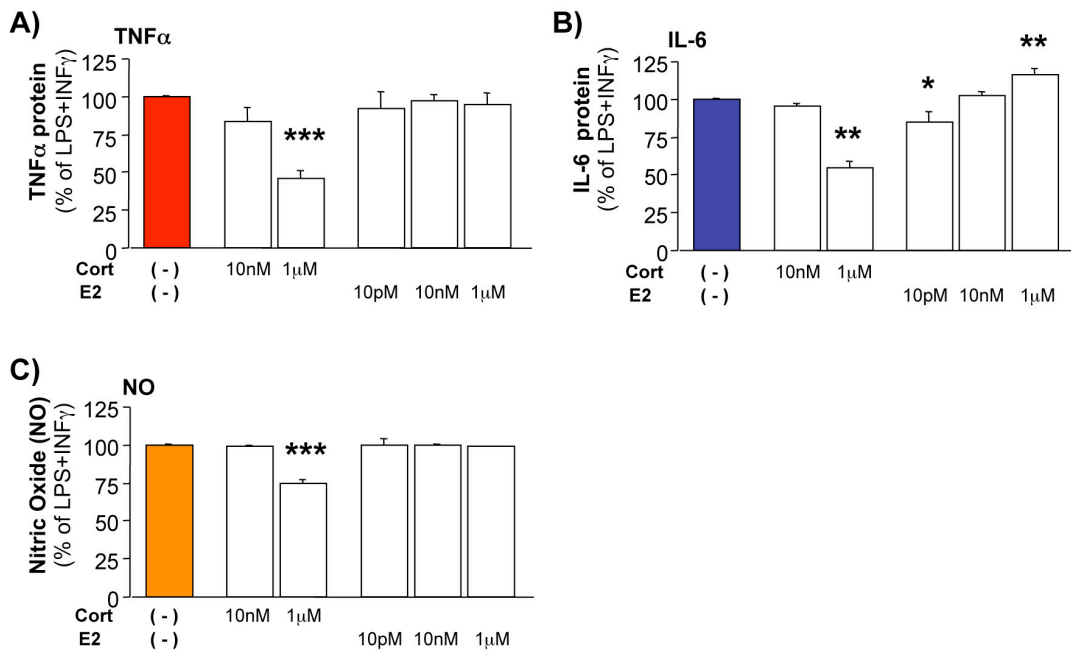 A)
TNFα
TNFα protein
(% of LPS+INFγ)
125
100
75
50
25
0
***
Cort (-) 10nM 1μM
E2 (-) 10pM 10nM 1μM
B)
IL-6
IL-6 protein
(% of LPS+INFγ)
125
100
75
50
25
0
**
*
**
Cort (-) 10nM 1μM
E2 (-) 10pM 10nM 1μM
C)
NO
Nitric Oxide (NO)
(% of LPS+INFγ)
125
100
75
50
25
0
***
Cort (-) 10nM 1μM
E2 (-) 10pM 10nM 1μM